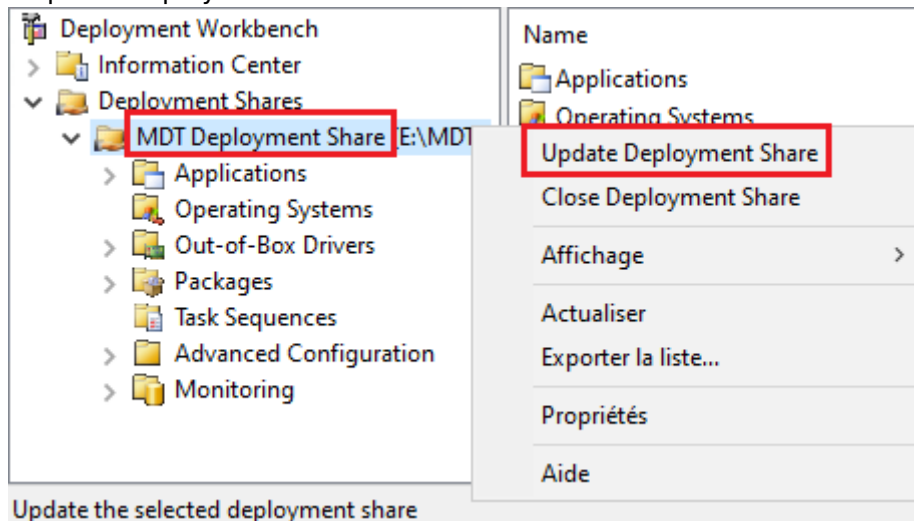 Deployment Workbench
Information Center
Deployment Shares
MDT Deployment Share (E:\MDT
Applications
Operating Systems
Out-of-Box Drivers
Packages
Task Sequences
Advanced Configuration
Monitoring
Name
Applications
Operating Systems
Update Deployment Share
Close Deployment Share
Affichage
Actualiser
Exporter la liste...
Propriétés
Aide
Update the selected deployment share